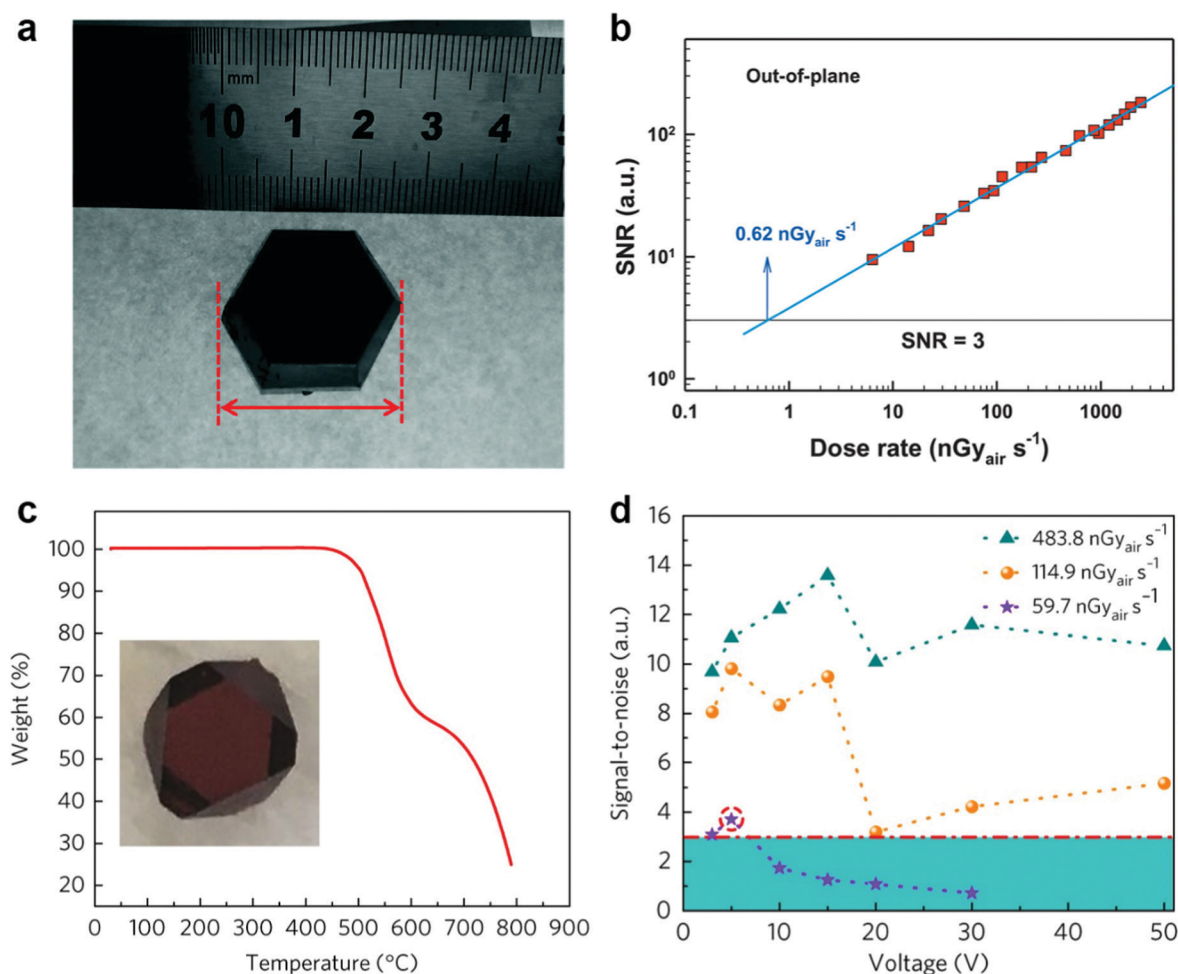 a
mm
10 1 2 3 4 5
b
Out-of-plane
0.62 nGyair s⁻¹
SNR = 3
SNR (a.u.)
10²
10¹
10⁰
0.1 1 10 100 1000
Dose rate (nGyair s⁻¹)
c
Weight (%)
100
90
80
70
60
50
40
30
20
0 100 200 300 400 500 600 700 800 900
Temperature (°C)
d
Signal-to-noise (a.u.)
16
14
12
10
8
6
4
2
0
483.8 nGyair s⁻¹
114.9 nGyair s⁻¹
59.7 nGyair s⁻¹
0 10 20 30 40 50
Voltage (V)